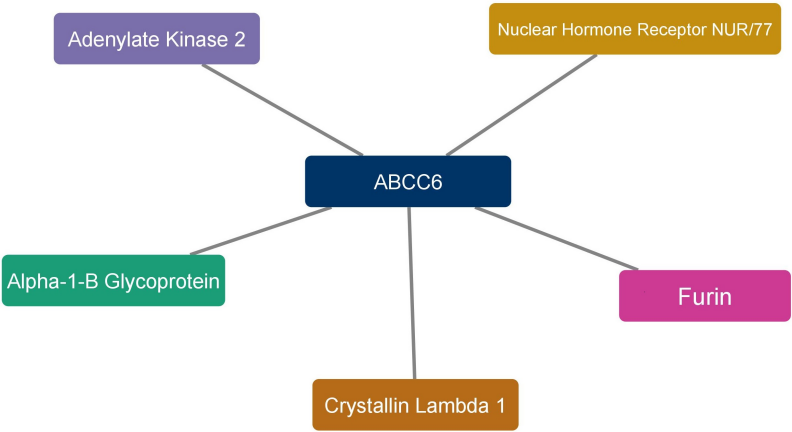 Adenylate Kinase 2
Nuclear Hormone Receptor NUR/77
ABCC6
Alpha-1-B Glycoprotein
Furin
Crystallin Lambda 1